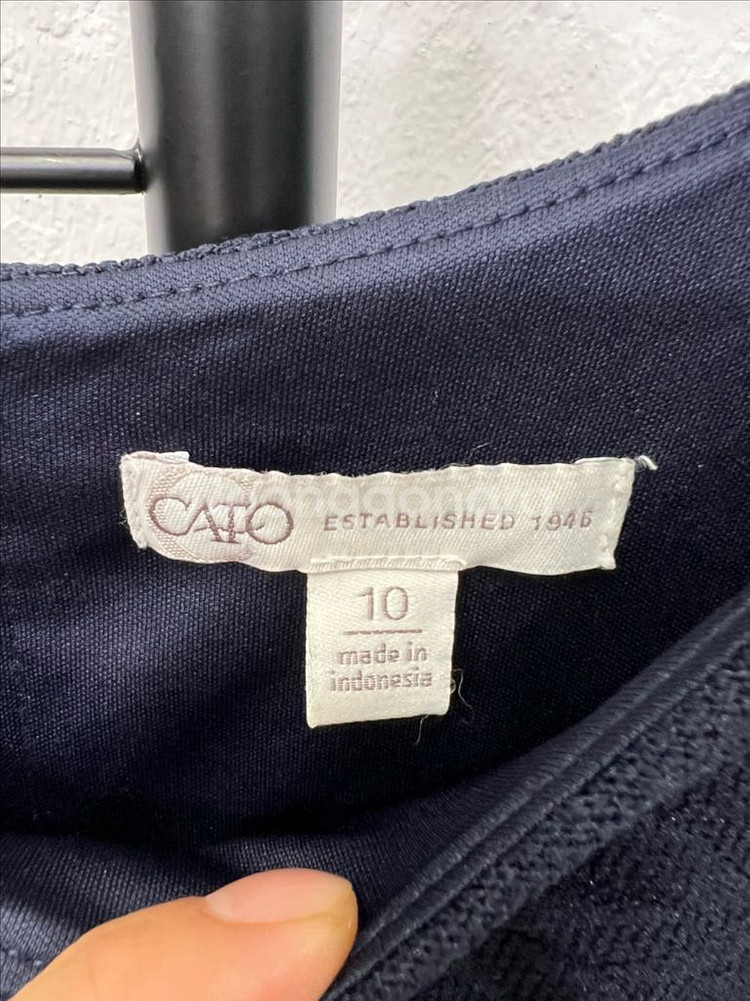 CATO ESTABLISHED 1946
10
made in
indonesia